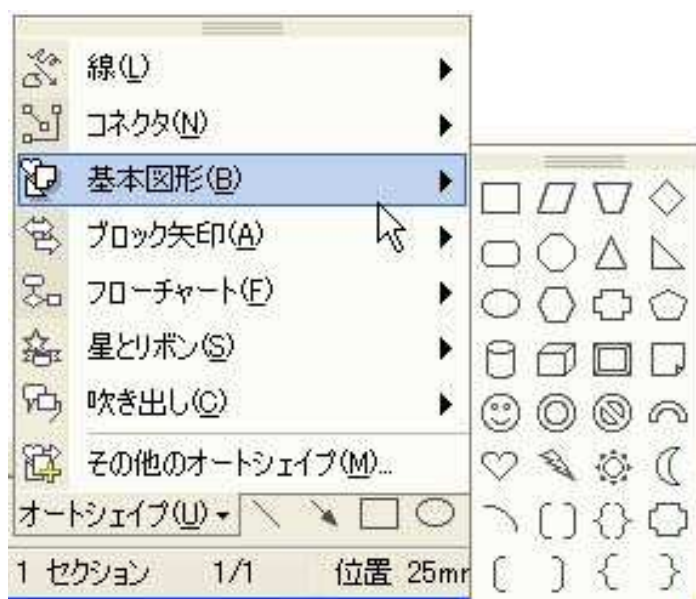 線(L)
コネクタ(N)
基本図形(B)
ブロック矢印(A)
フローチャート(F)
星とリボン(S)
吹き出し(C)
その他のオートシェイプ(M)...
オートシェイプ(U)
1 セクション 1/1 位置 25mm